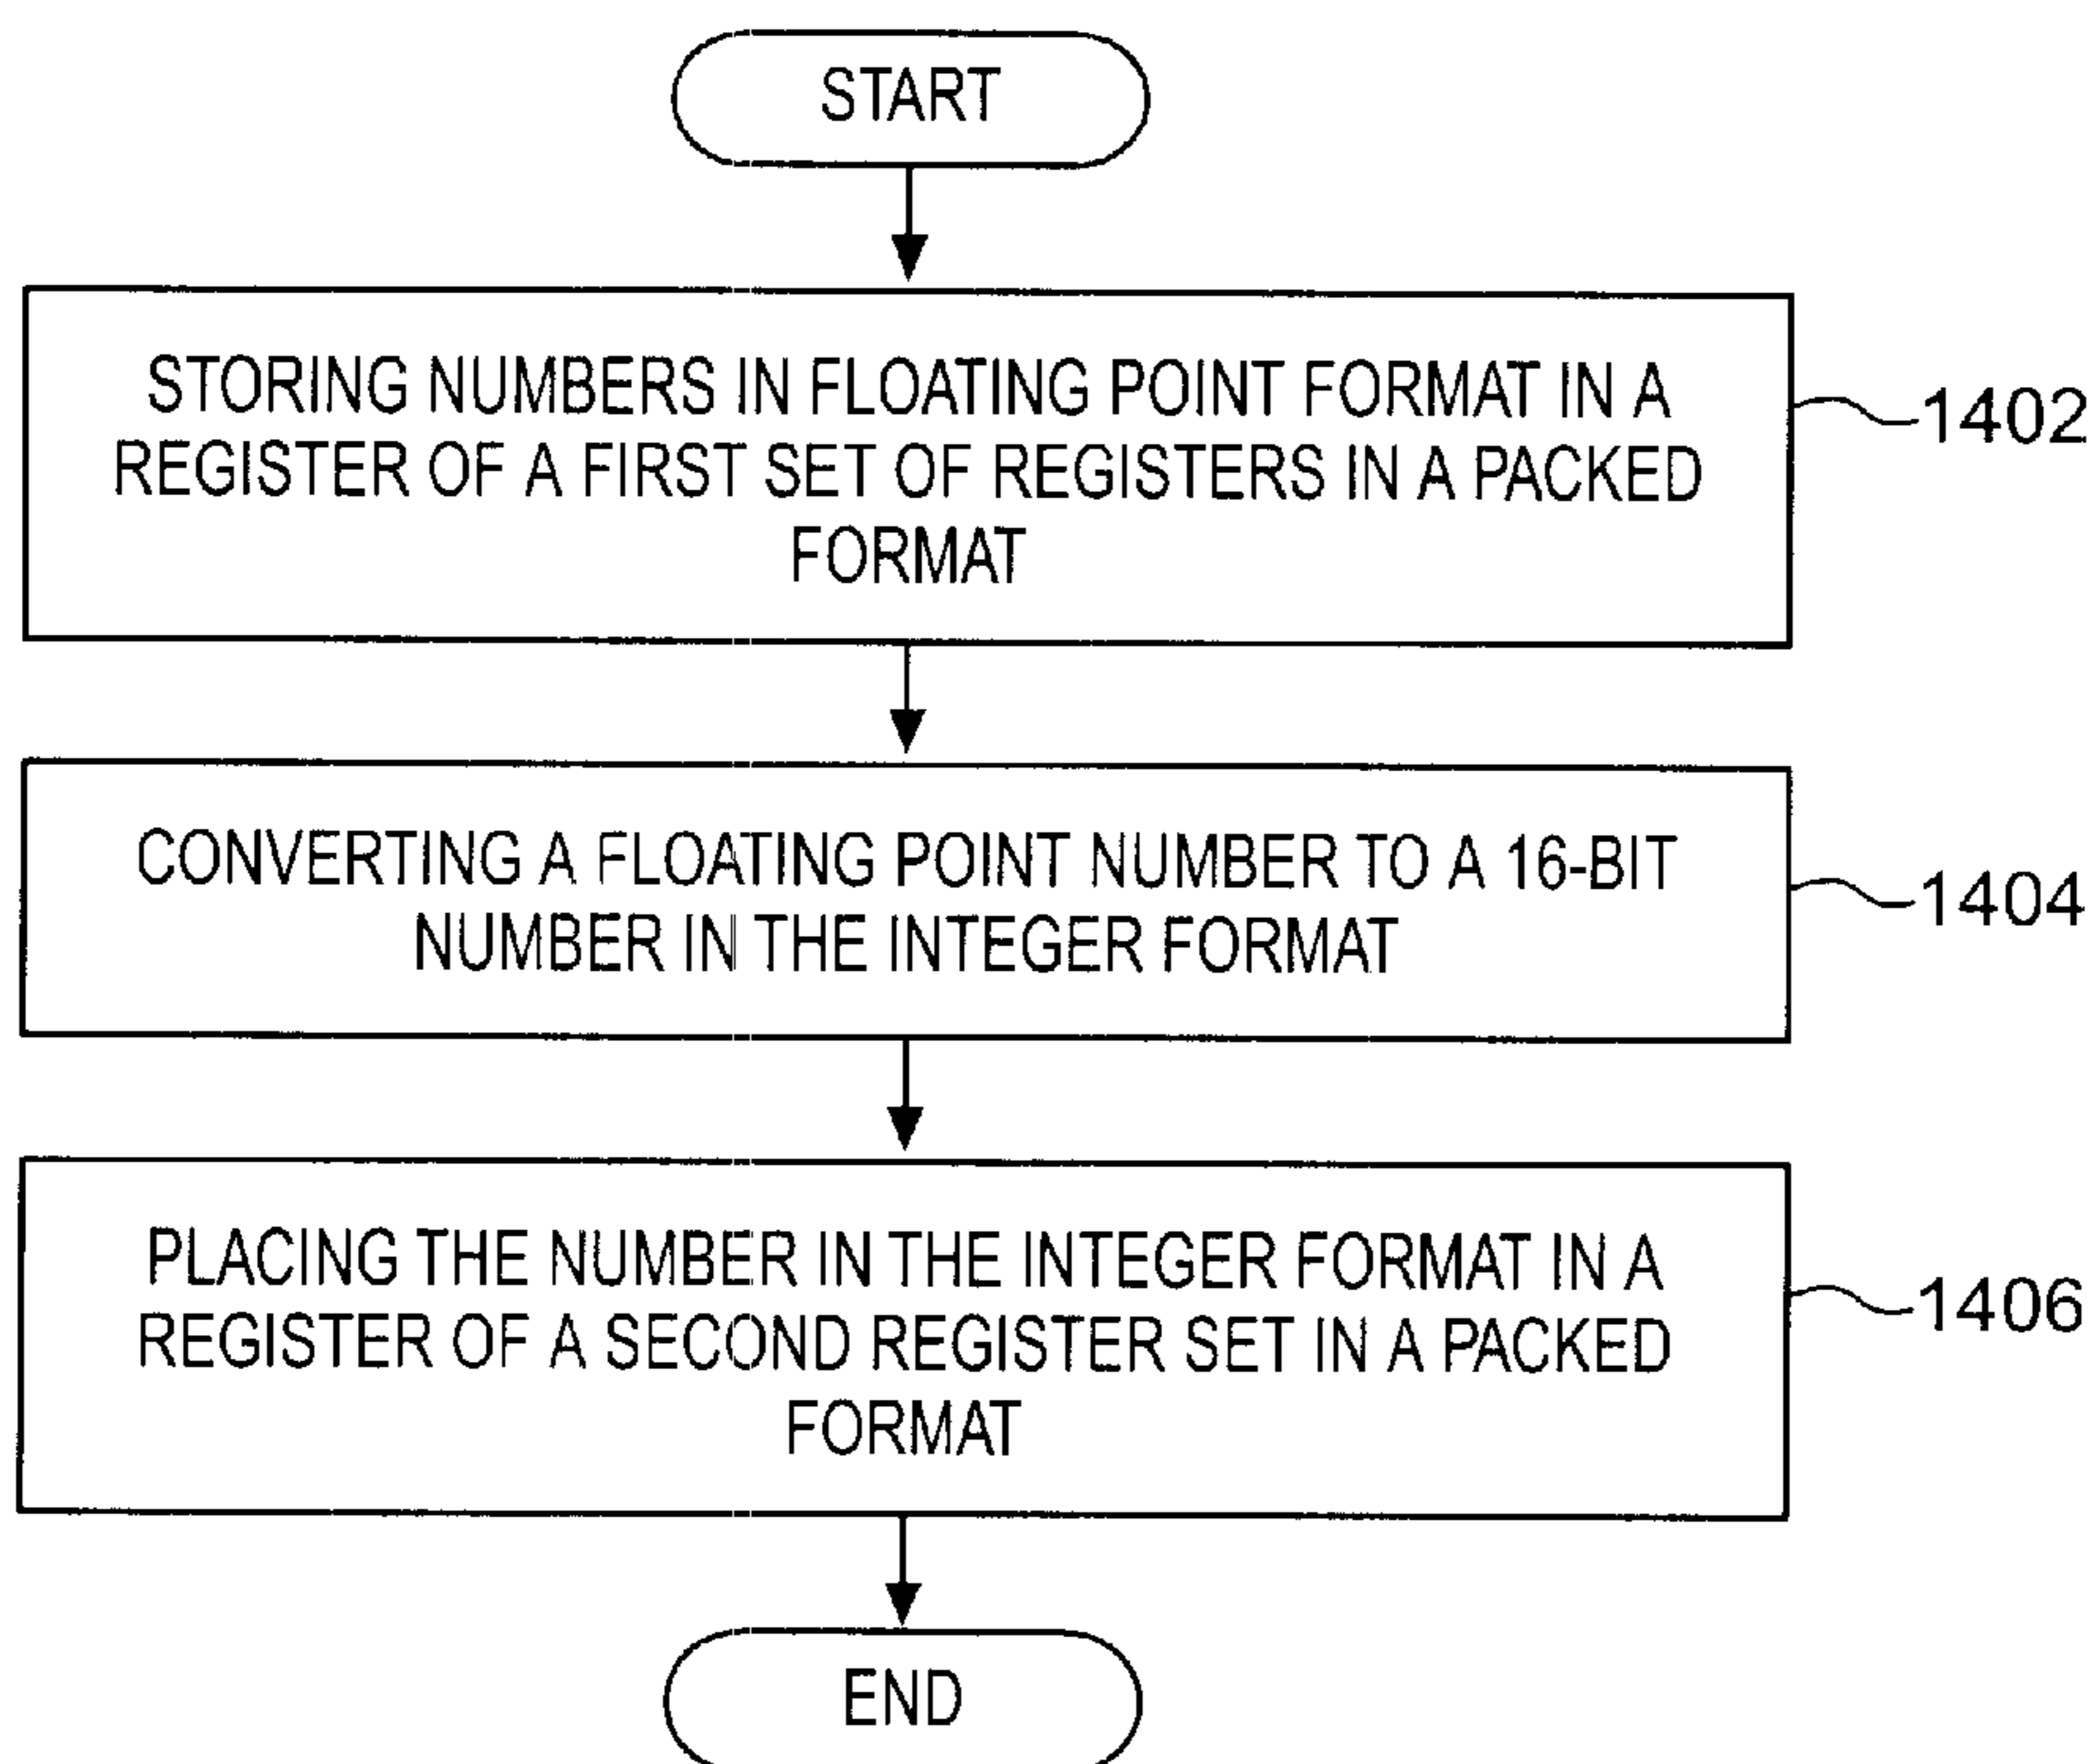 START
STORING NUMBERS IN FLOATING POINT FORMAT IN A
REGISTER OF A FIRST SET OF REGISTERS IN A PACKED
FORMAT
1402
CONVERTING A FLOATING POINT NUMBER TO A 16-BIT
NUMBER IN THE INTEGER FORMAT
1404
PLACING THE NUMBER IN THE INTEGER FORMAT IN A
REGISTER OF A SECOND REGISTER SET IN A PACKED
FORMAT
1406
END